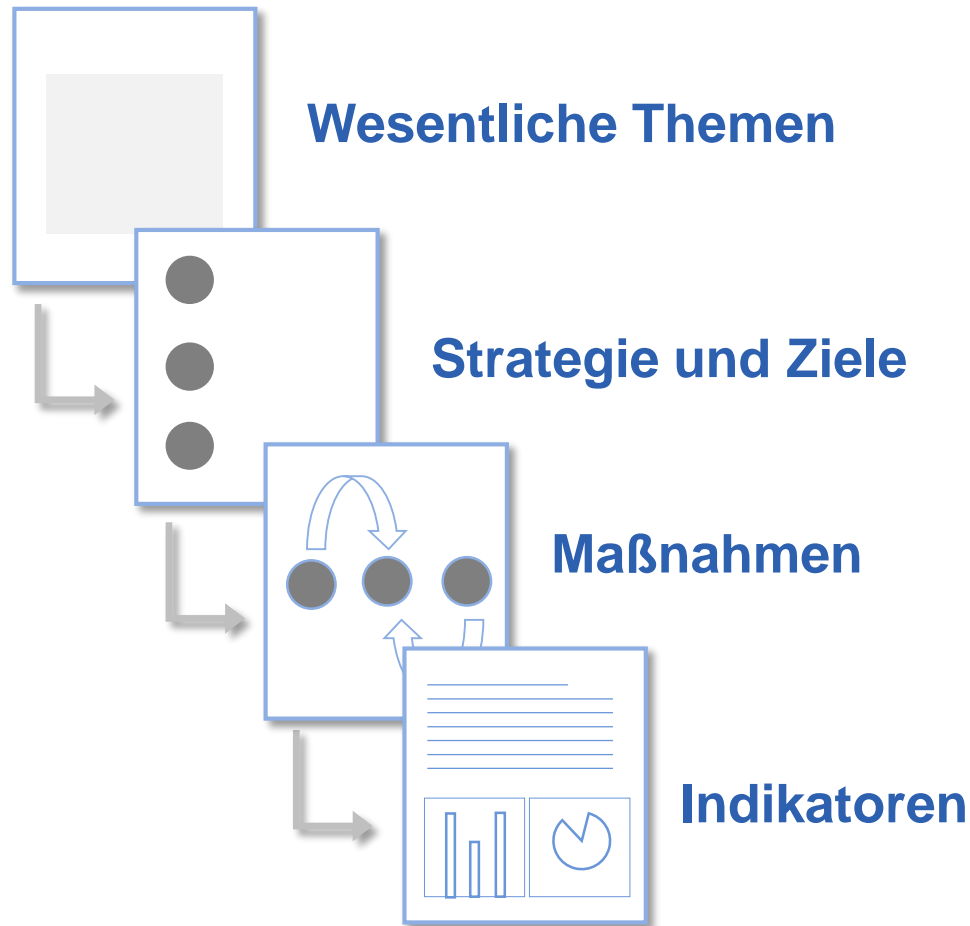 Wesentliche Themen
Strategie und Ziele
Maßnahmen
Indikatoren